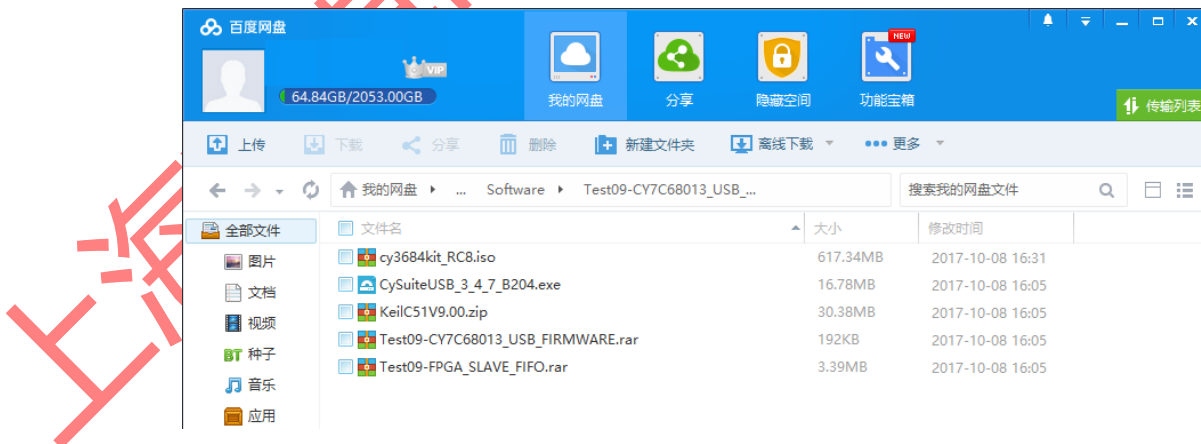 百度网盘
VIP
64.84GB/2053.00GB
我的网盘
分享
隐藏空间
NEW
功能宝箱
传输列表
上传
下载
分享
删除
新建文件夹
离线下载
更多
我的网盘 ... Software Test09-CY7C68013_USB_...
搜索我的网盘文件
全部文件
文件名 大小 修改时间
图片
cy3684kit_RC8.iso 617.34MB 2017-10-08 16:31
文档
CySuiteUSB_3_4_7_B204.exe 16.78MB 2017-10-08 16:05
视频
KeilC51V9.00.zip 30.38MB 2017-10-08 16:05
BT 种子
Test09-CY7C68013_USB_FIRMWARE.rar 192KB 2017-10-08 16:05
音乐
Test09-FPGA_SLAVE_FIFO.rar 3.39MB 2017-10-08 16:05
应用
上海